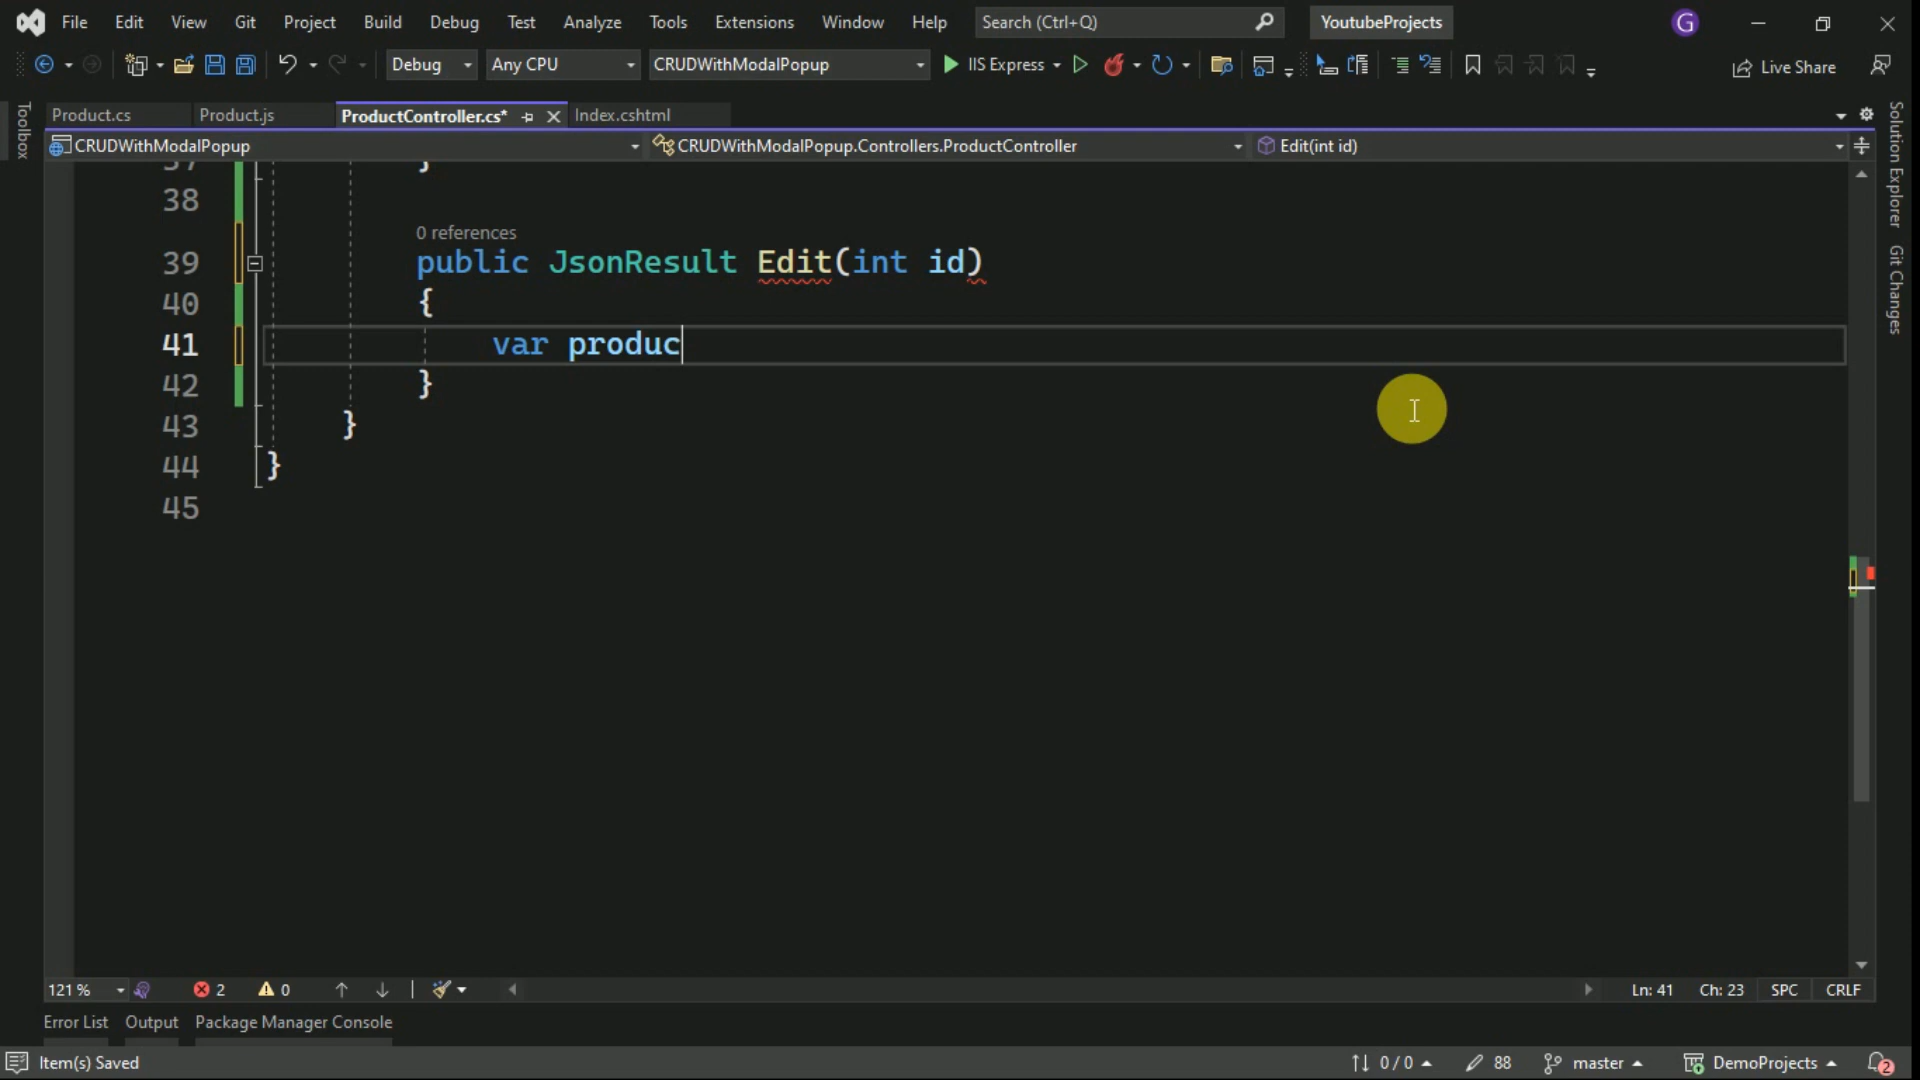 File Edit View Git Project Build Debug Test Analyze Tools Extensions Window Help Search (Ctrl+Q) YoutubeProjects G
Debug Any CPU CRUDWithModalPopup IIS Express Live Share
Product.cs Product.js ProductController.cs* Index.cshtml
CRUDWithModalPopup CRUDWithModalPopup.Controllers.ProductController Edit(int id)
Toolbox
Solution Explorer
Git Changes
37 }
38
0 references
39 public JsonResult Edit(int id)
40 {
41 var produc
42 }
43 }
44 }
45
121 % 2 0 Ln: 41 Ch: 23 SPC CRLF
Error List Output Package Manager Console
Item(s) Saved 0 / 0 88 master DemoProjects 2